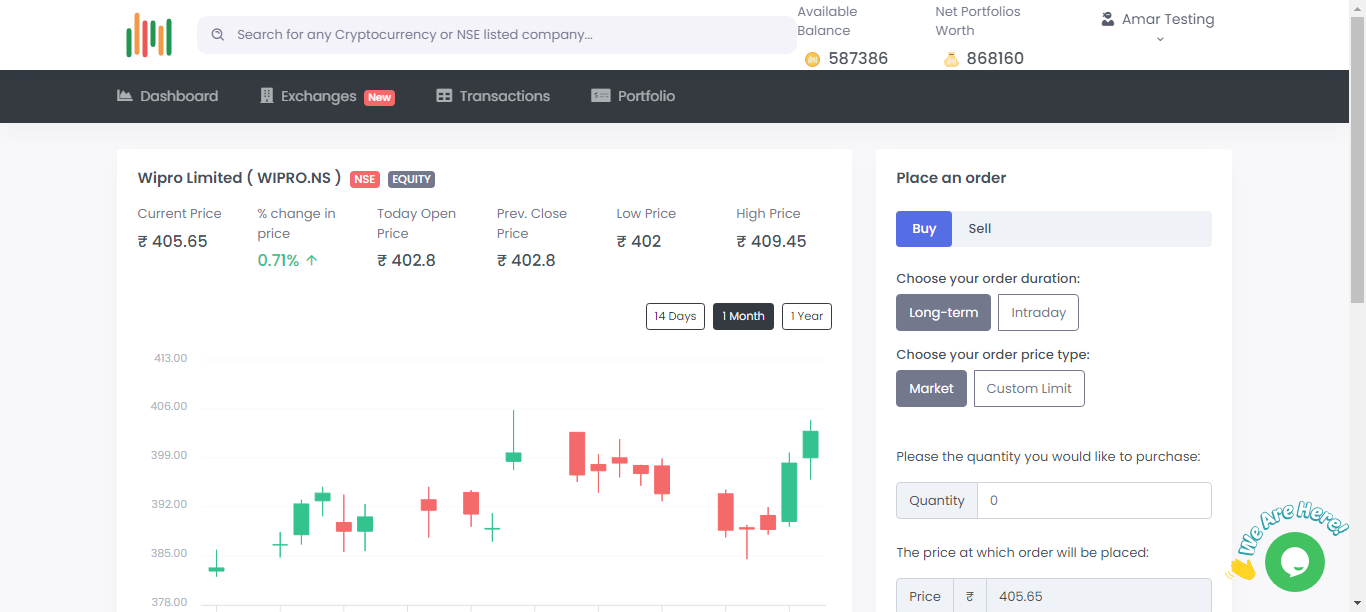 Search for any Cryptocurrency or NSE listed company...
Available Balance
587386
Net Portfolios Worth
868160
Amar Testing
Dashboard
Exchanges New
Transactions
Portfolio
Wipro Limited ( WIPRO.NS ) NSE EQUITY
Current Price
₹ 405.65
% change in price
0.71% ↑
Today Open Price
₹ 402.8
Prev. Close Price
₹ 402.8
Low Price
₹ 402
High Price
₹ 409.45
14 Days
1 Month
1 Year
413.00
406.00
399.00
392.00
385.00
378.00
Place an order
Buy
Sell
Choose your order duration:
Long-term
Intraday
Choose your order price type:
Market
Custom Limit
Please the quantity you would like to purchase:
Quantity 0
The price at which order will be placed:
Price ₹ 405.65
We Are Here!